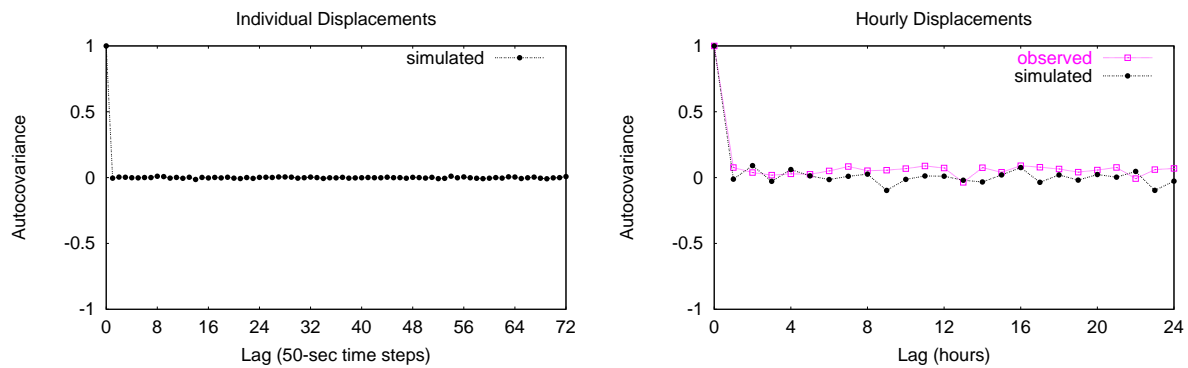 Individual Displacements
1
0.5
0
-0.5
-1
Autocovariance
simulated
0 8 16 24 32 40 48 56 64 72
Lag (50-sec time steps)
Hourly Displacements
1
0.5
0
-0.5
-1
Autocovariance
observed
simulated
0 4 8 12 16 20 24
Lag (hours)